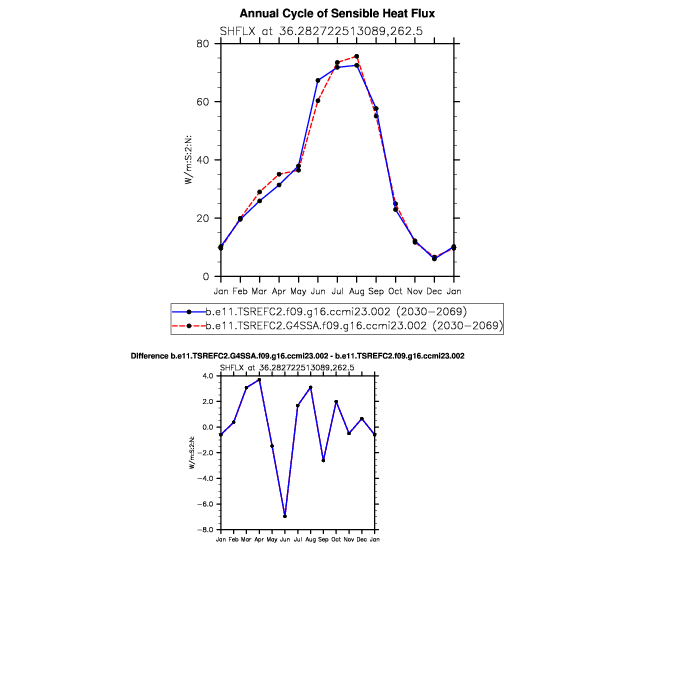 Annual Cycle of Sensible Heat Flux
SHFLX at 36.282722513089,262.5
80
60
40
20
0
W/m:S:2:N:
Jan Feb Mar Apr May Jun Jul Aug Sep Oct Nov Dec Jan
b.e11.TSREFC2.f09.g16.ccmi23.002 (2030-2069)
b.e11.TSREFC2.G4SSA.f09.g16.ccmi23.002 (2030-2069)
Difference b.e11.TSREFC2.G4SSA.f09.g16.ccmi23.002 - b.e11.TSREFC2.f09.g16.ccmi23.002
SHFLX at 36.282722513089,262.5
4.0
2.0
0.0
-2.0
-4.0
-6.0
-8.0
W/m:S:2:N:
Jan Feb Mar Apr May Jun Jul Aug Sep Oct Nov Dec Jan